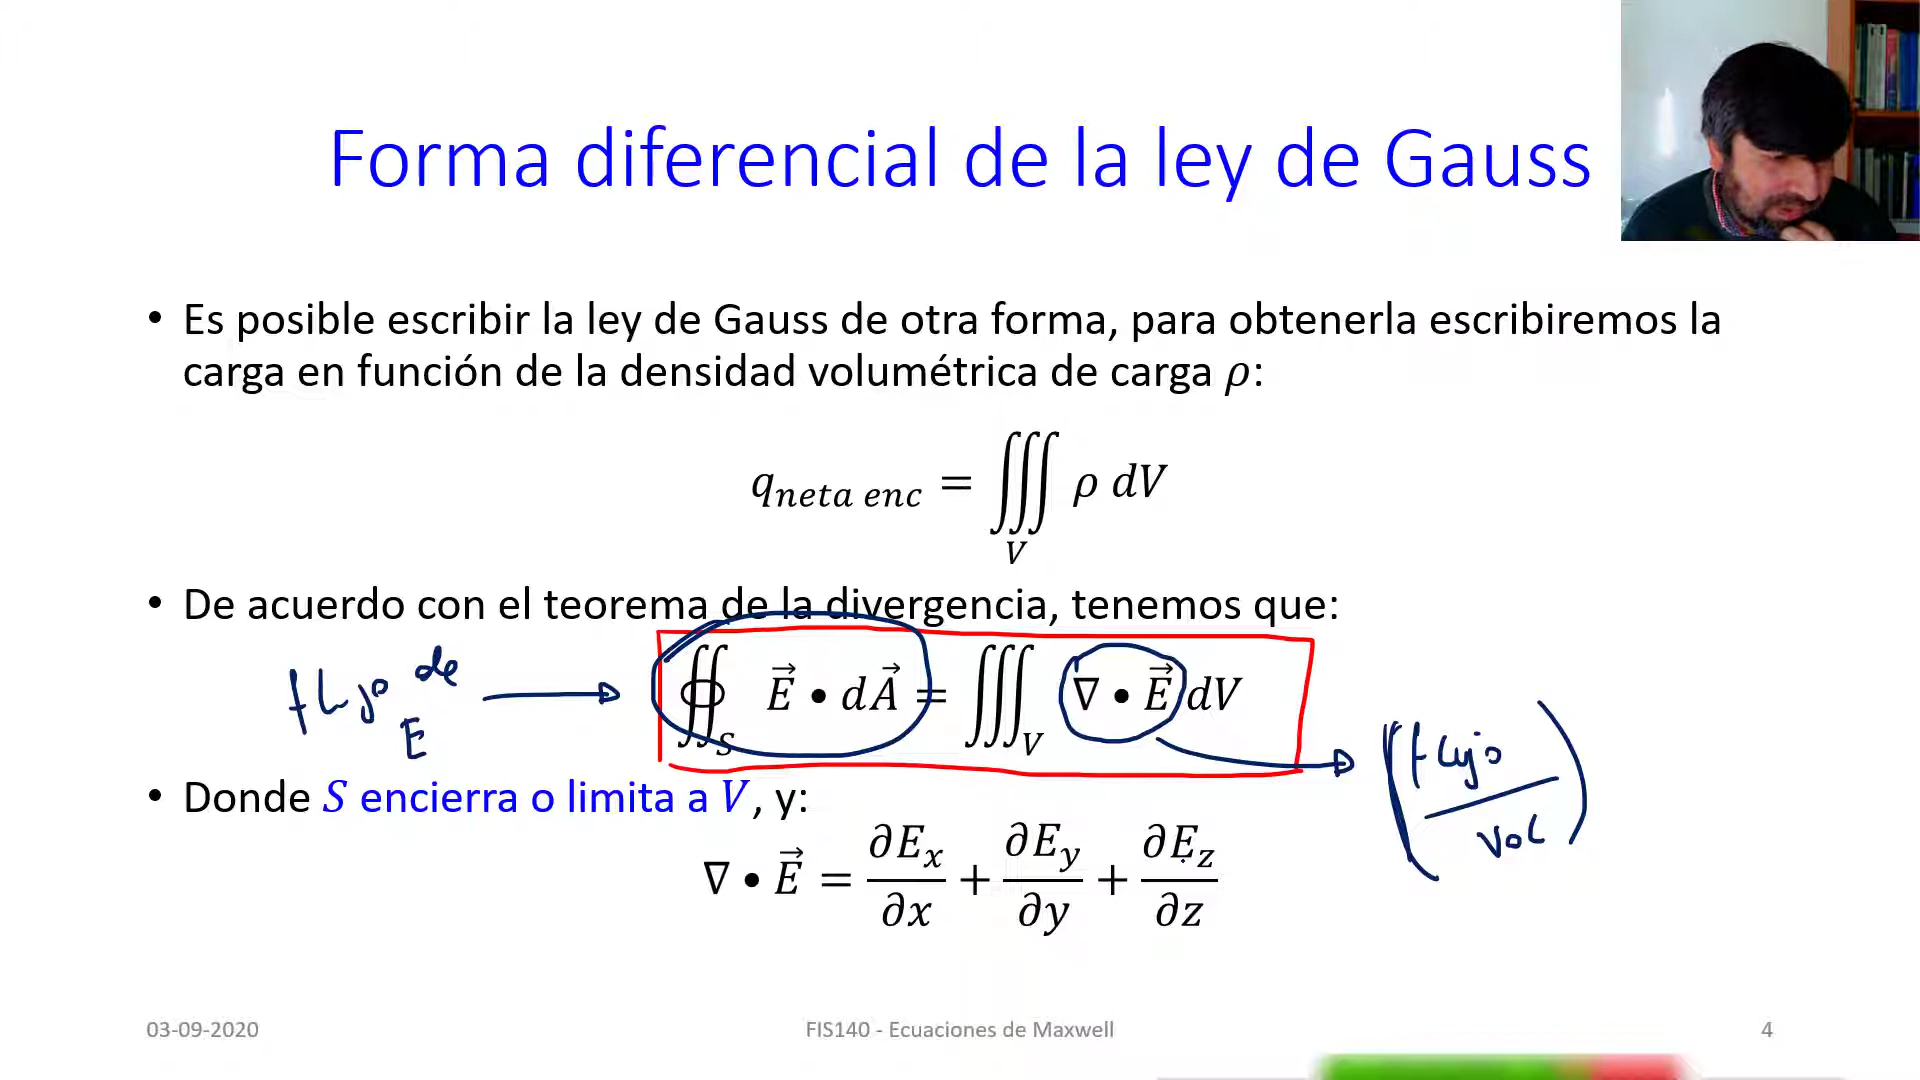 Forma diferencial de la ley de Gauss
• Es posible escribir la ley de Gauss de otra forma, para obtenerla escribiremos la
carga en función de la densidad volumétrica de carga ρ:
q_{neta enc} = ∭_V ρ dV
• De acuerdo con el teorema de la divergencia, tenemos que:
flujo de
E
∯_S E⃗ • dA⃗ = ∭_V ∇ • E⃗ dV
(flujo
vol)
• Donde S encierra o limita a V, y:
∇ • E⃗ = ∂E_x/∂x + ∂E_y/∂y + ∂E_z/∂z
03-09-2020
FIS140 - Ecuaciones de Maxwell
4